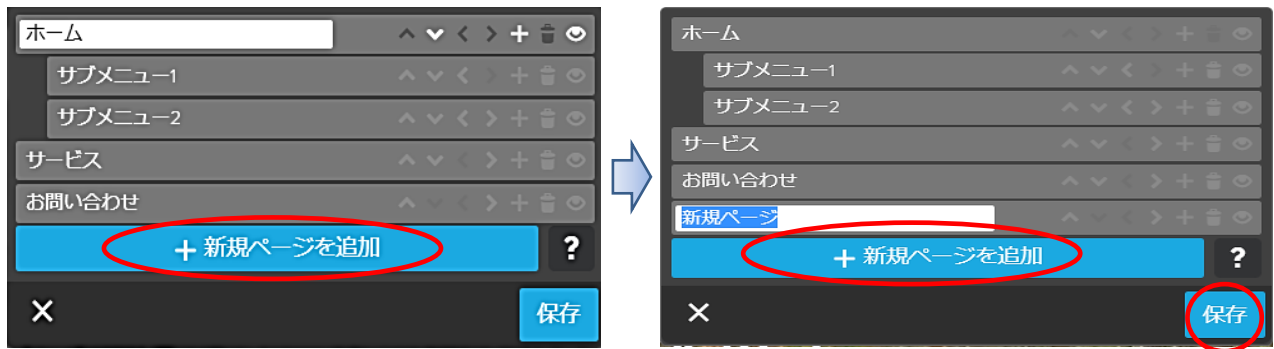 ホーム
サブメニュー1
サブメニュー2
サービス
お問い合わせ
+ 新規ページを追加
?
保存
ホーム
サブメニュー1
サブメニュー2
サービス
お問い合わせ
新規ページ
+ 新規ページを追加
?
保存